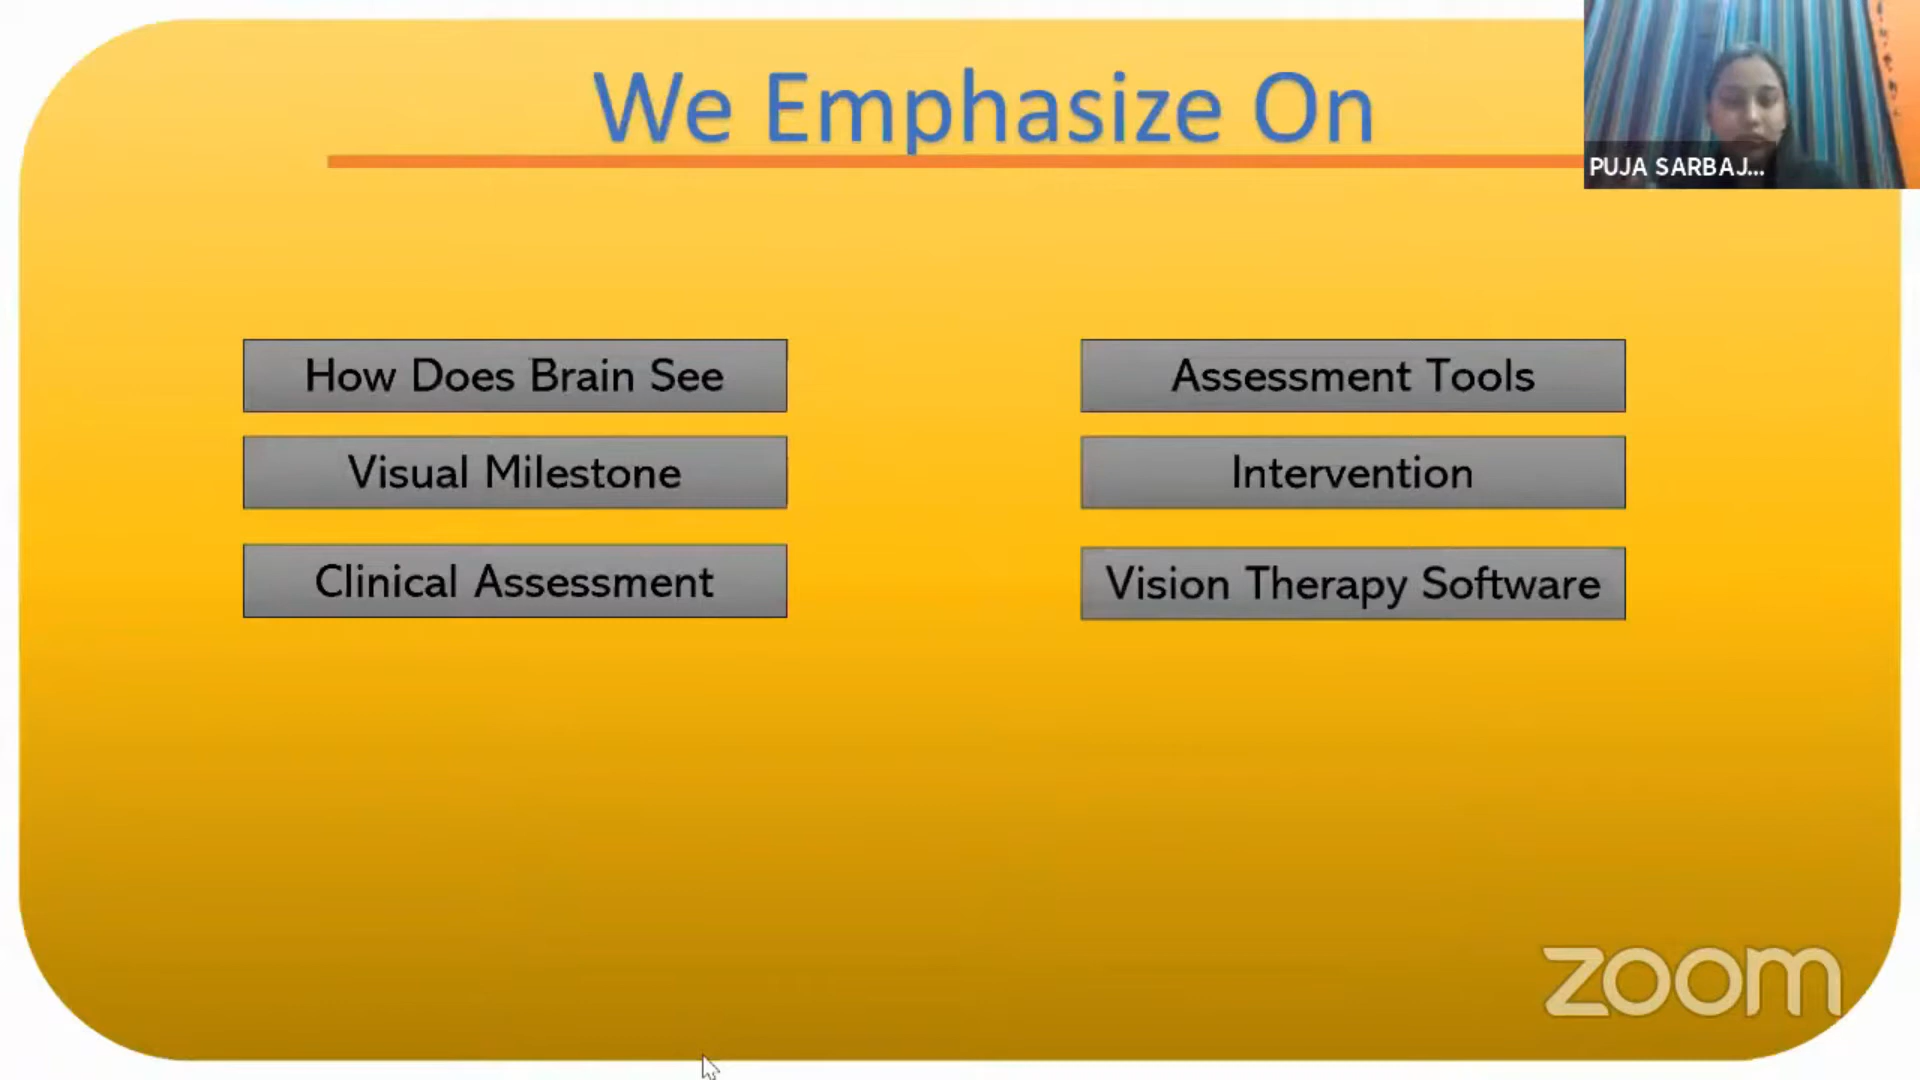 We Emphasize On
PUJA SARBAJ...
How Does Brain See
Visual Milestone
Clinical Assessment
Assessment Tools
Intervention
Vision Therapy Software
zoom